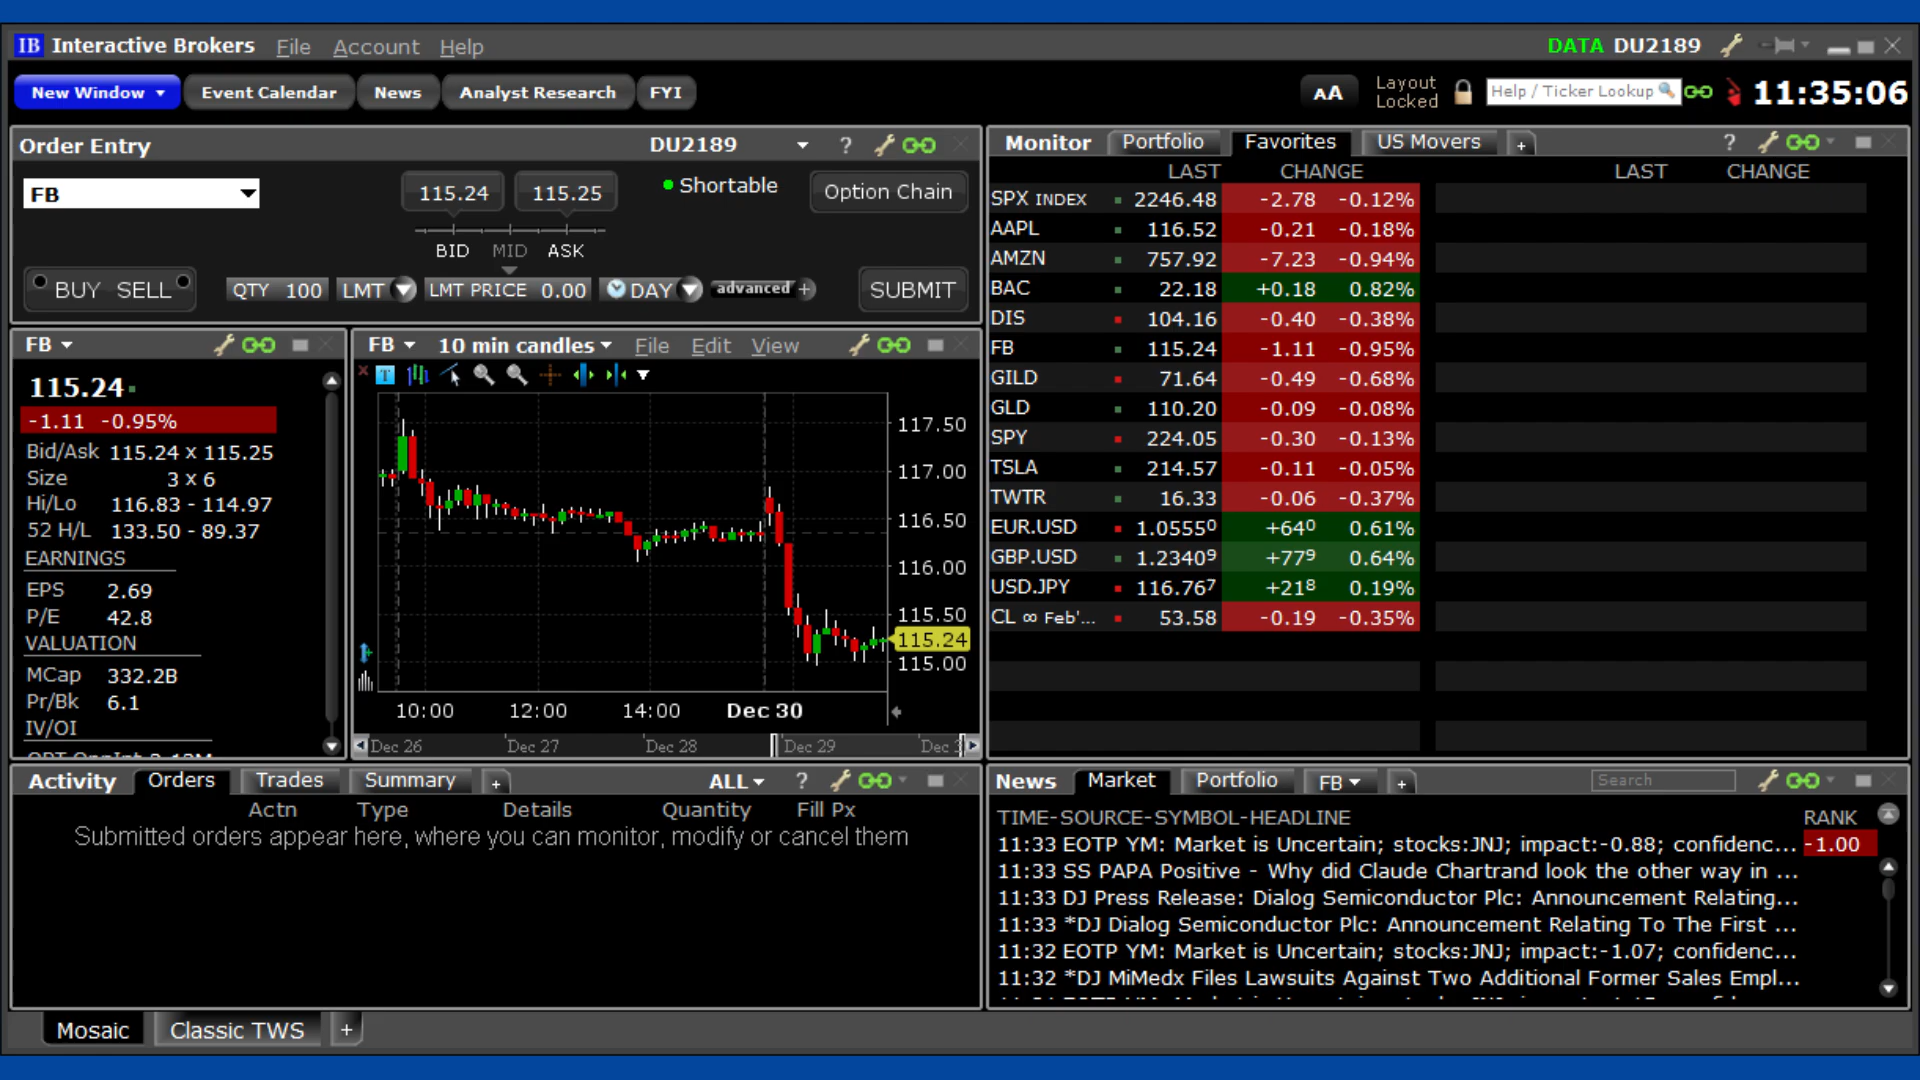 IB Interactive Brokers File Account Help DATA DU2189
New Window Event Calendar News Analyst Research FYI AA Layout Locked Help / Ticker Lookup 11:35:06
Order Entry DU2189 ?
FB 115.24 115.25 Shortable Option Chain
BID MID ASK
BUY SELL QTY 100 LMT LMT PRICE 0.00 DAY advanced + SUBMIT
FB
115.24
-1.11 -0.95%
Bid/Ask 115.24 x 115.25
Size 3 x 6
Hi/Lo 116.83 - 114.97
52 H/L 133.50 - 89.37
EARNINGS
EPS 2.69
P/E 42.8
VALUATION
MCap 332.2B
Pr/Bk 6.1
IV/OI
FB 10 min candles File Edit View
T
117.50
117.00
116.50
116.00
115.50
115.24
115.00
10:00 12:00 14:00 Dec 30
Dec 26 Dec 27 Dec 28 Dec 29 Dec 3
Monitor Portfolio Favorites US Movers + ?
LAST CHANGE LAST CHANGE
SPX INDEX 2246.48 -2.78 -0.12%
AAPL 116.52 -0.21 -0.18%
AMZN 757.92 -7.23 -0.94%
BAC 22.18 +0.18 0.82%
DIS 104.16 -0.40 -0.38%
FB 115.24 -1.11 -0.95%
GILD 71.64 -0.49 -0.68%
GLD 110.20 -0.09 -0.08%
SPY 224.05 -0.30 -0.13%
TSLA 214.57 -0.11 -0.05%
TWTR 16.33 -0.06 -0.37%
EUR.USD 1.0555⁰ +64⁰ 0.61%
GBP.USD 1.2340⁹ +77⁹ 0.64%
USD.JPY 116.76⁷ +21⁸ 0.19%
CL ∞ Feb'... 53.58 -0.19 -0.35%
Activity Orders Trades Summary + ALL ?
Actn Type Details Quantity Fill Px
Submitted orders appear here, where you can monitor, modify or cancel them
News Market Portfolio FB + Search
TIME-SOURCE-SYMBOL-HEADLINE RANK
11:33 EOTP YM: Market is Uncertain; stocks:JNJ; impact:-0.88; confidenc... -1.00
11:33 SS PAPA Positive - Why did Claude Chartrand look the other way in ...
11:33 DJ Press Release: Dialog Semiconductor Plc: Announcement Relating...
11:33 *DJ Dialog Semiconductor Plc: Announcement Relating To The First ...
11:32 EOTP YM: Market is Uncertain; stocks:JNJ; impact:-1.07; confidenc...
11:32 *DJ MiMedx Files Lawsuits Against Two Additional Former Sales Empl...
Mosaic Classic TWS +